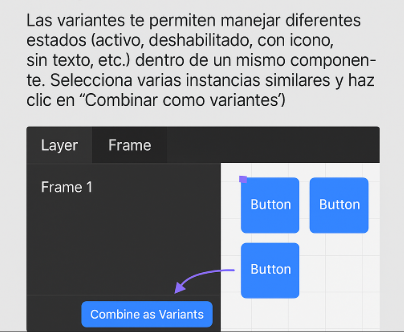 Las variantes te permiten manejar diferentes
estados (activo, deshabilitado, con icono,
sin texto, etc.) dentro de un mismo componen-
te. Selecciona varias instancias similares y haz
clic en “Combinar como variantes’)
Layer Frame
Frame 1
Button Button
Button
Combine as Variants